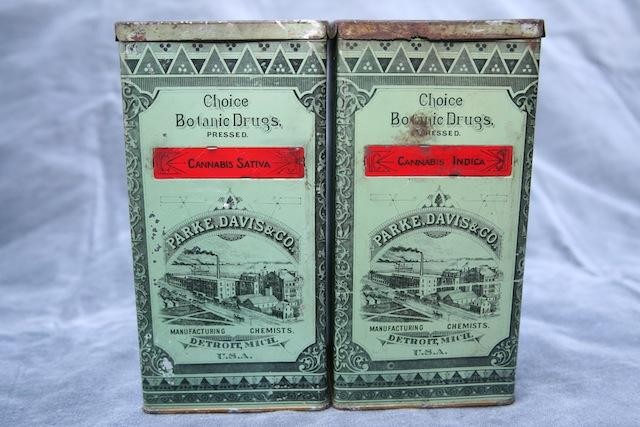 Choice
Botanic Drugs,
PRESSED.
CANNABIS SATIVA
PARKE, DAVIS & CO.
MANUFACTURING CHEMISTS.
DETROIT, MICH.
U.S.A.
Choice
Botanic Drugs,
PRESSED.
CANNABIS INDICA
PARKE, DAVIS & CO.
MANUFACTURING CHEMISTS.
DETROIT, MICH.
U.S.A.